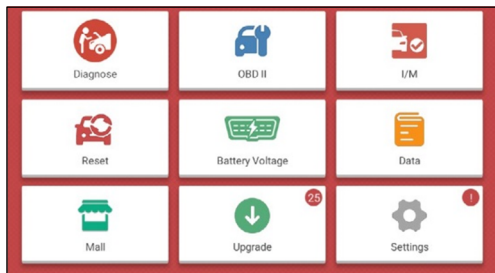 Diagnose
OBD II
I/M
Reset
Battery Voltage
Data
Mall
25
Upgrade
!
Settings